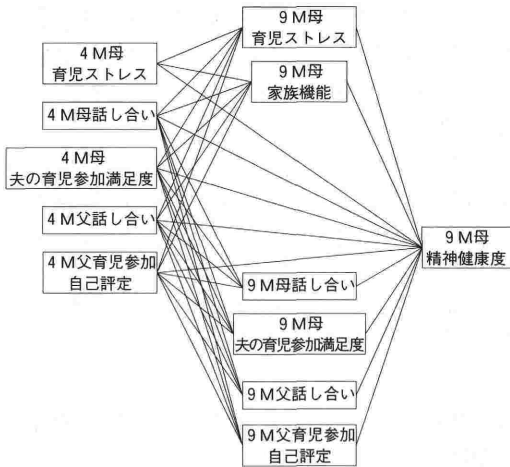 4M母
育児ストレス
4M母話し合い
4M母
夫の育児参加満足度
4M父話し合い
4M父育児参加
自己評定
9M母
育児ストレス
9M母
家族機能
9M母話し合い
9M母
夫の育児参加満足度
9M父話し合い
9M父育児参加
自己評定
9M母
精神健康度